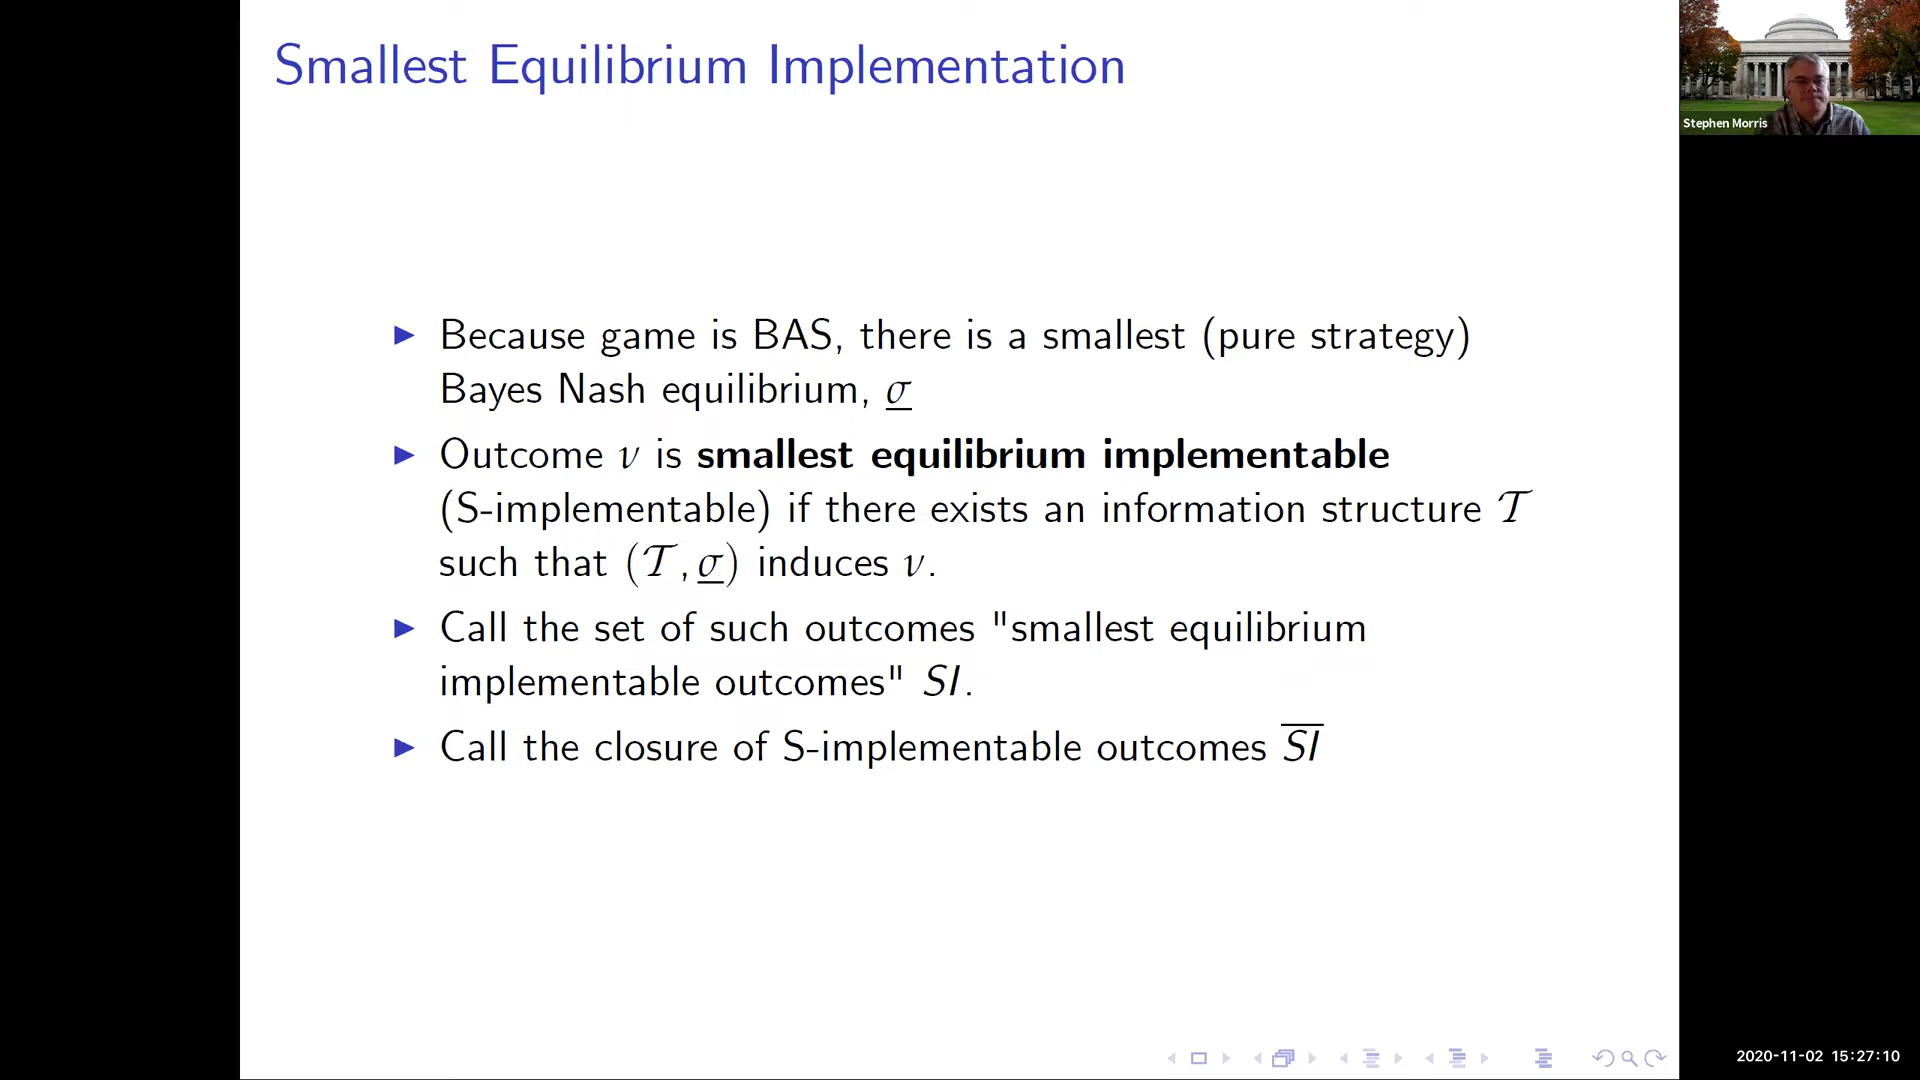 Smallest Equilibrium Implementation
Stephen Morris
▶ Because game is BAS, there is a smallest (pure strategy)
Bayes Nash equilibrium, σ̲
▶ Outcome ν is smallest equilibrium implementable
(S-implementable) if there exists an information structure 𝒯
such that (𝒯, σ̲) induces ν.
▶ Call the set of such outcomes "smallest equilibrium
implementable outcomes" SI.
▶ Call the closure of S-implementable outcomes S̅I̅
2020-11-02 15:27:10